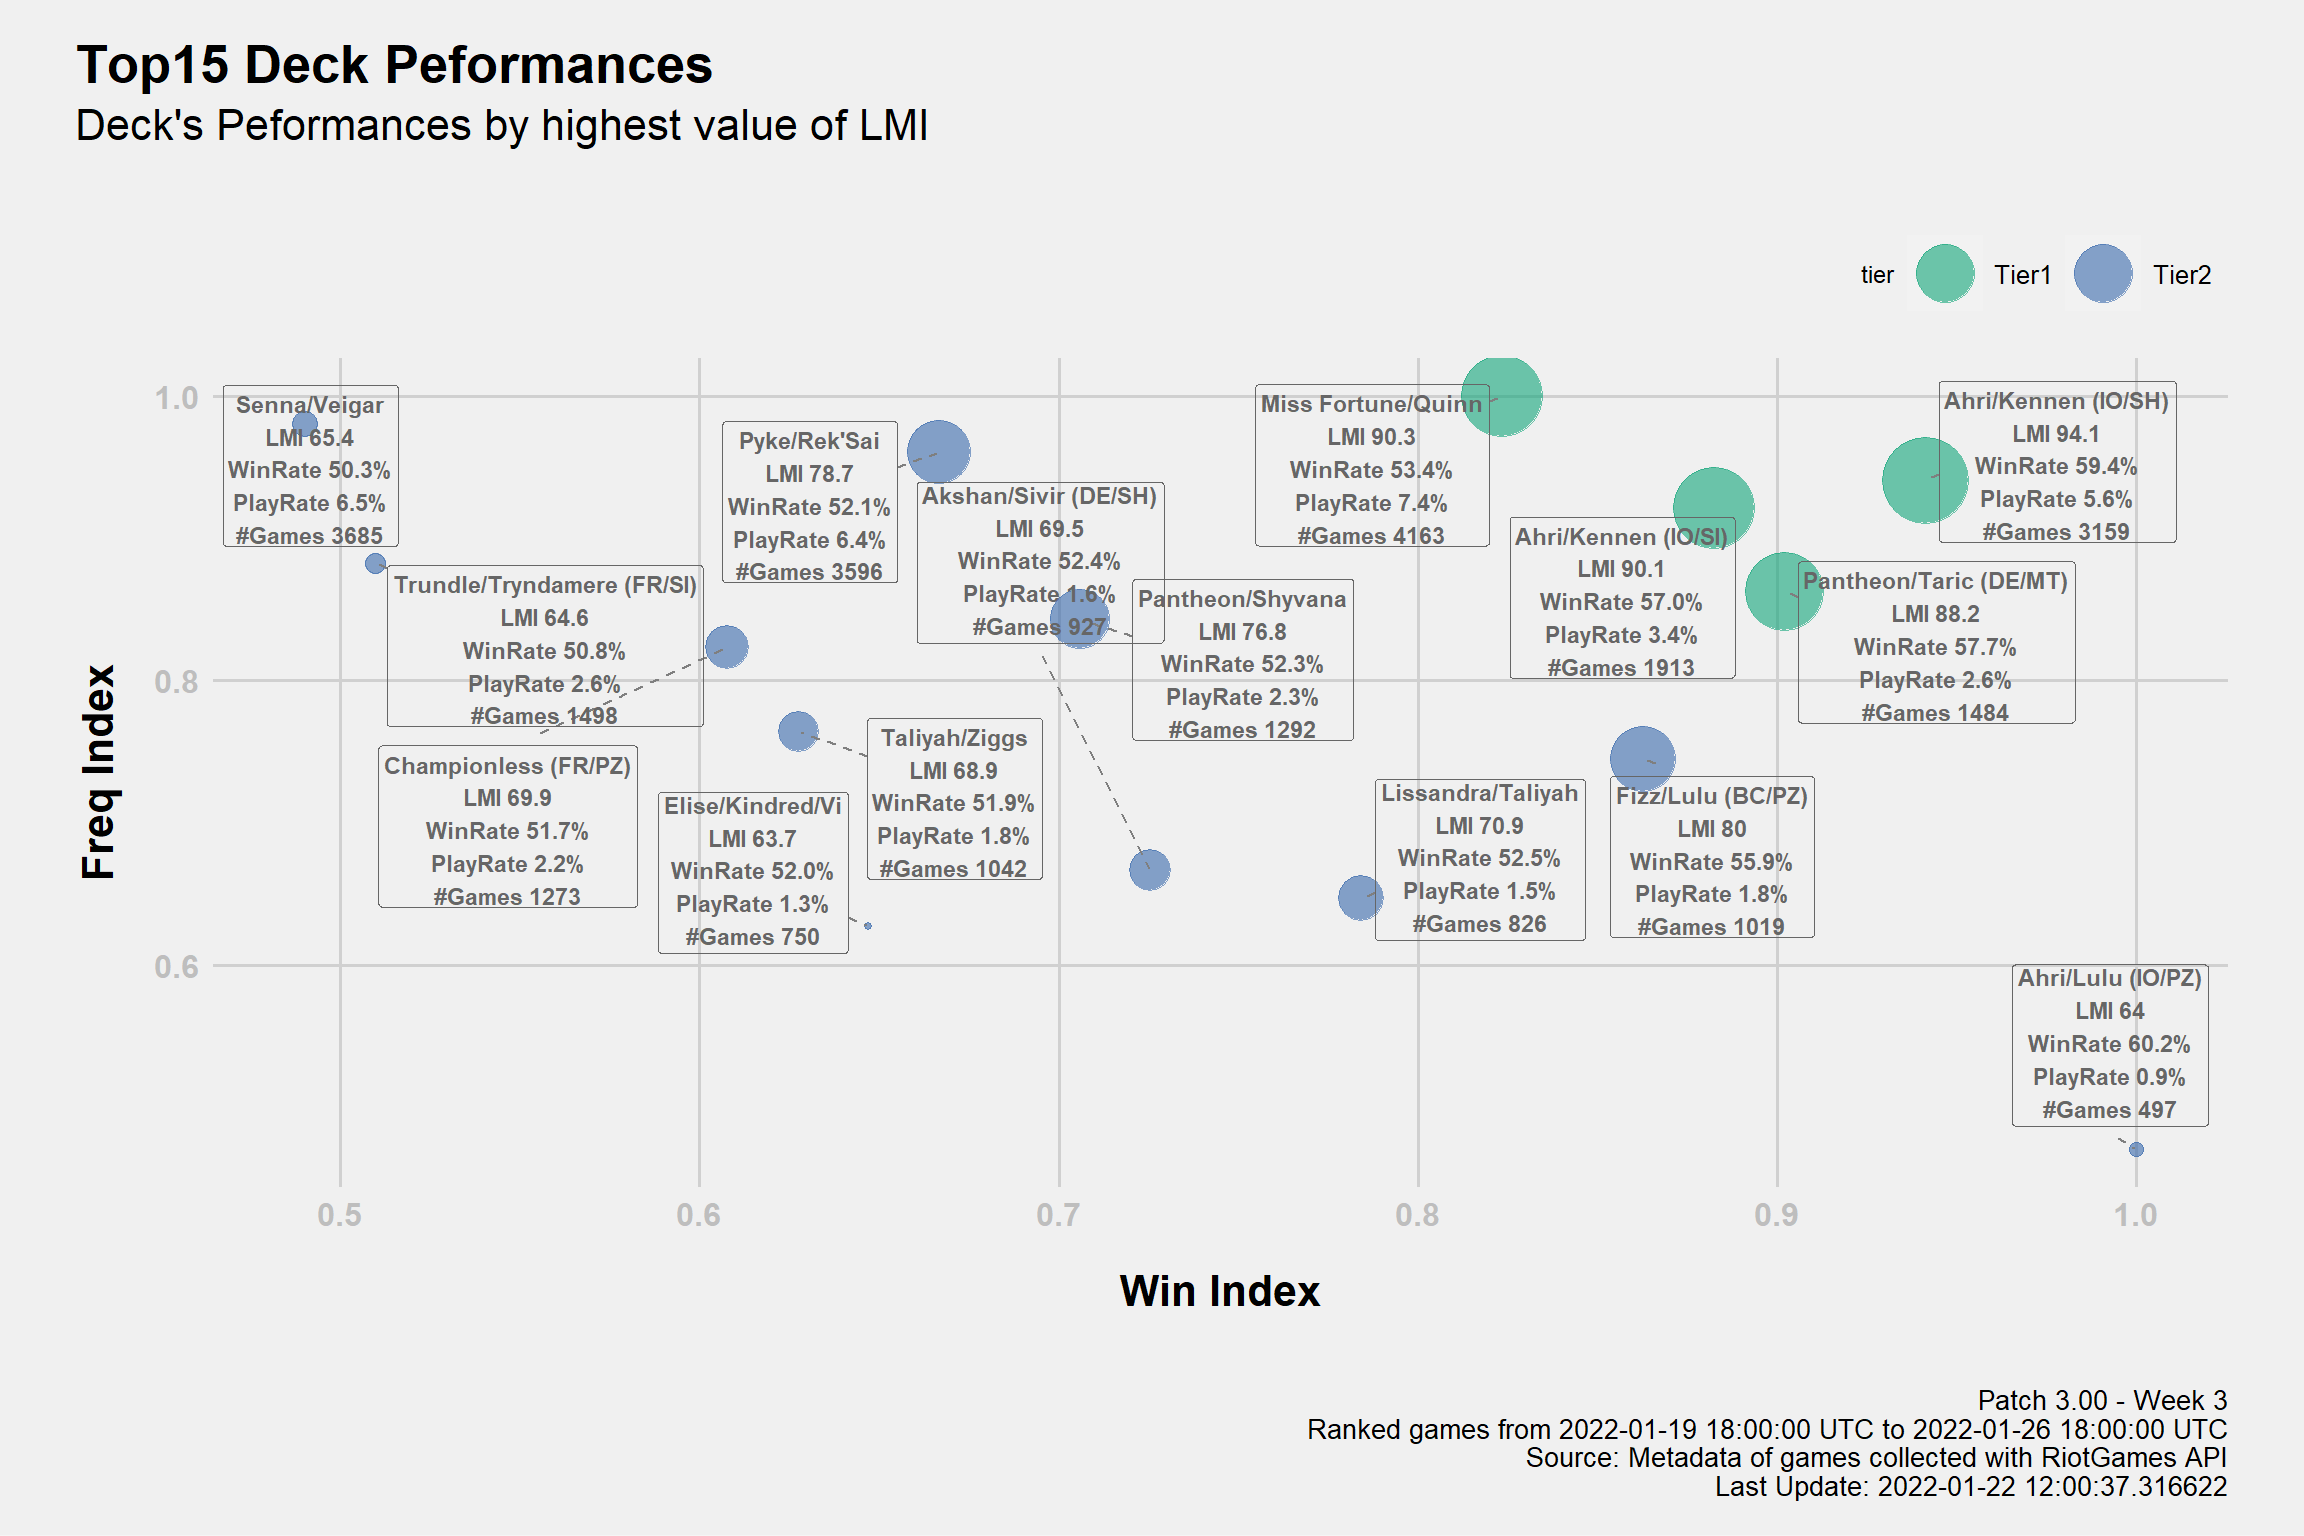 Top15 Deck Peformances
Deck's Peformances by highest value of LMI
tier
Tier1
Tier2
Freq Index
1.0
0.8
0.6
Senna/Veigar
LMI 65.4
WinRate 50.3%
PlayRate 6.5%
#Games 3685
Trundle/Tryndamere (FR/SI)
LMI 64.6
WinRate 50.8%
PlayRate 2.6%
#Games 1498
Championless (FR/PZ)
LMI 69.9
WinRate 51.7%
PlayRate 2.2%
#Games 1273
Pyke/Rek'Sai
LMI 78.7
WinRate 52.1%
PlayRate 6.4%
#Games 3596
Akshan/Sivir (DE/SH)
LMI 69.5
WinRate 52.4%
PlayRate 1.6%
#Games 927
Pantheon/Shyvana
LMI 76.8
WinRate 52.3%
PlayRate 2.3%
#Games 1292
Taliyah/Ziggs
LMI 68.9
WinRate 51.9%
PlayRate 1.8%
#Games 1042
Elise/Kindred/Vi
LMI 63.7
WinRate 52.0%
PlayRate 1.3%
#Games 750
Miss Fortune/Quinn
LMI 90.3
WinRate 53.4%
PlayRate 7.4%
#Games 4163
Ahri/Kennen (IO/SI)
LMI 90.1
WinRate 57.0%
PlayRate 3.4%
#Games 1913
Ahri/Kennen (IO/SH)
LMI 94.1
WinRate 59.4%
PlayRate 5.6%
#Games 3159
Pantheon/Taric (DE/MT)
LMI 88.2
WinRate 57.7%
PlayRate 2.6%
#Games 1484
Lissandra/Taliyah
LMI 70.9
WinRate 52.5%
PlayRate 1.5%
#Games 826
Fizz/Lulu (BC/PZ)
LMI 80
WinRate 55.9%
PlayRate 1.8%
#Games 1019
Ahri/Lulu (IO/PZ)
LMI 64
WinRate 60.2%
PlayRate 0.9%
#Games 497
0.5
0.6
0.7
0.8
0.9
1.0
Win Index
Patch 3.00 - Week 3
Ranked games from 2022-01-19 18:00:00 UTC to 2022-01-26 18:00:00 UTC
Source: Metadata of games collected with RiotGames API
Last Update: 2022-01-22 12:00:37.316622